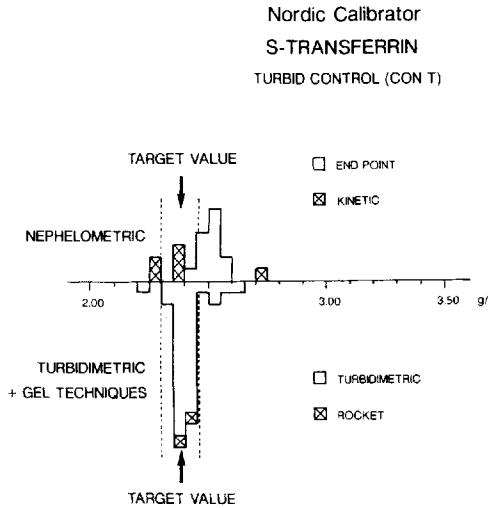 Nordic Calibrator
S-TRANSFERRIN
TURBID CONTROL (CON T)
TARGET VALUE
END POINT
KINETIC
NEPHELOMETRIC
2.00
3.00
3.50
g/
TURBIDIMETRIC
+ GEL TECHNIQUES
TURBIDIMETRIC
ROCKET
TARGET VALUE